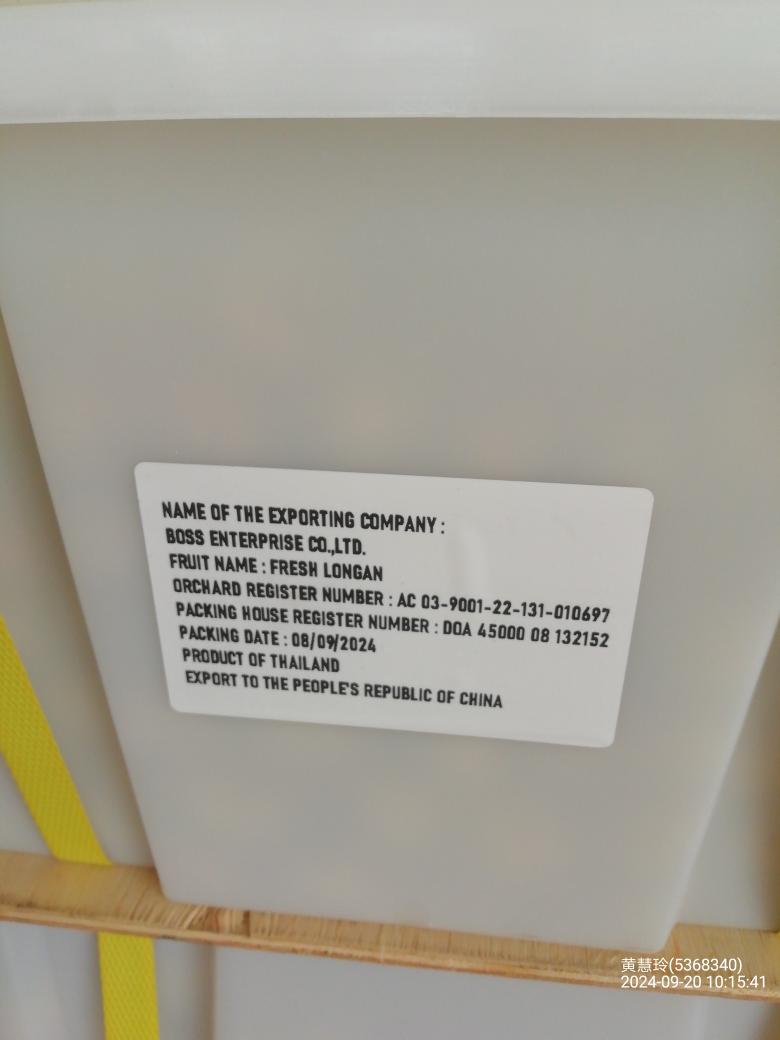 NAME OF THE EXPORTING COMPANY :
BOSS ENTERPRISE CO.,LTD.
FRUIT NAME : FRESH LONGAN
ORCHARD REGISTER NUMBER : AC 03-9001-22-131-010697
PACKING HOUSE REGISTER NUMBER : DOA 45000 08 132152
PACKING DATE : 08/09/2024
PRODUCT OF THAILAND
EXPORT TO THE PEOPLE'S REPUBLIC OF CHINA
黄慧玲(5368340)
2024-09-20 10:15:41